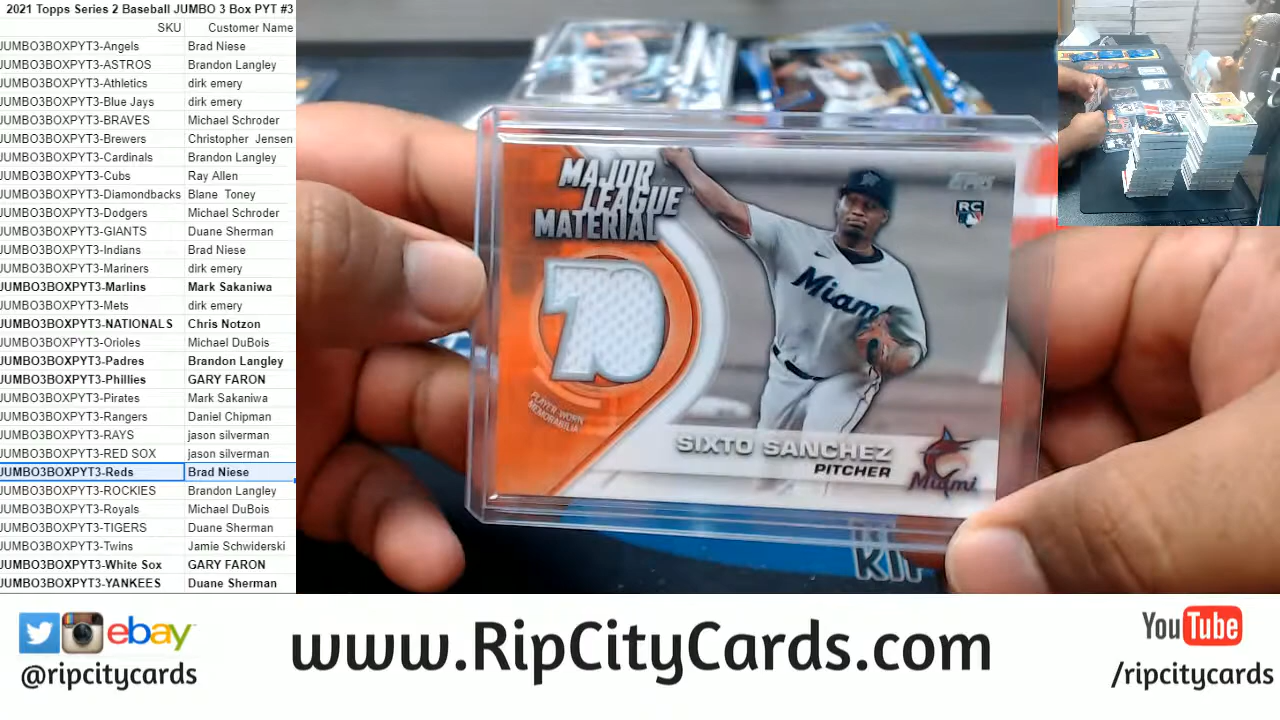 2021 Topps Series 2 Baseball JUMBO 3 Box PYT #3
SKU Customer Name
JUMBO3BOXPYT3-Angels Brad Niese
JUMBO3BOXPYT3-ASTROS Brandon Langley
JUMBO3BOXPYT3-Athletics dirk emery
JUMBO3BOXPYT3-Blue Jays dirk emery
JUMBO3BOXPYT3-BRAVES Michael Schroder
JUMBO3BOXPYT3-Brewers Christopher Jensen
JUMBO3BOXPYT3-Cardinals Brandon Langley
JUMBO3BOXPYT3-Cubs Ray Allen
JUMBO3BOXPYT3-Diamondbacks Blane Toney
JUMBO3BOXPYT3-Dodgers Michael Schroder
JUMBO3BOXPYT3-GIANTS Duane Sherman
JUMBO3BOXPYT3-Indians Brad Niese
JUMBO3BOXPYT3-Mariners dirk emery
JUMBO3BOXPYT3-Marlins Mark Sakaniwa
JUMBO3BOXPYT3-Mets dirk emery
JUMBO3BOXPYT3-NATIONALS Chris Notzon
JUMBO3BOXPYT3-Orioles Michael DuBois
JUMBO3BOXPYT3-Padres Brandon Langley
JUMBO3BOXPYT3-Phillies GARY FARON
JUMBO3BOXPYT3-Pirates Mark Sakaniwa
JUMBO3BOXPYT3-Rangers Daniel Chipman
JUMBO3BOXPYT3-RAYS jason silverman
JUMBO3BOXPYT3-RED SOX jason silverman
JUMBO3BOXPYT3-Reds Brad Niese
JUMBO3BOXPYT3-ROCKIES Brandon Langley
JUMBO3BOXPYT3-Royals Michael DuBois
JUMBO3BOXPYT3-TIGERS Duane Sherman
JUMBO3BOXPYT3-Twins Jamie Schwiderski
JUMBO3BOXPYT3-White Sox GARY FARON
JUMBO3BOXPYT3-YANKEES Duane Sherman
MAJOR
LEAGUE
MATERIAL
TOPPS
RC
70
Miami
PLAYER-WORN
MEMORABILIA
SIXTO SANCHEZ
PITCHER
Miami
ebay
@ripcitycards
www.RipCityCards.com
YouTube
/ripcitycards